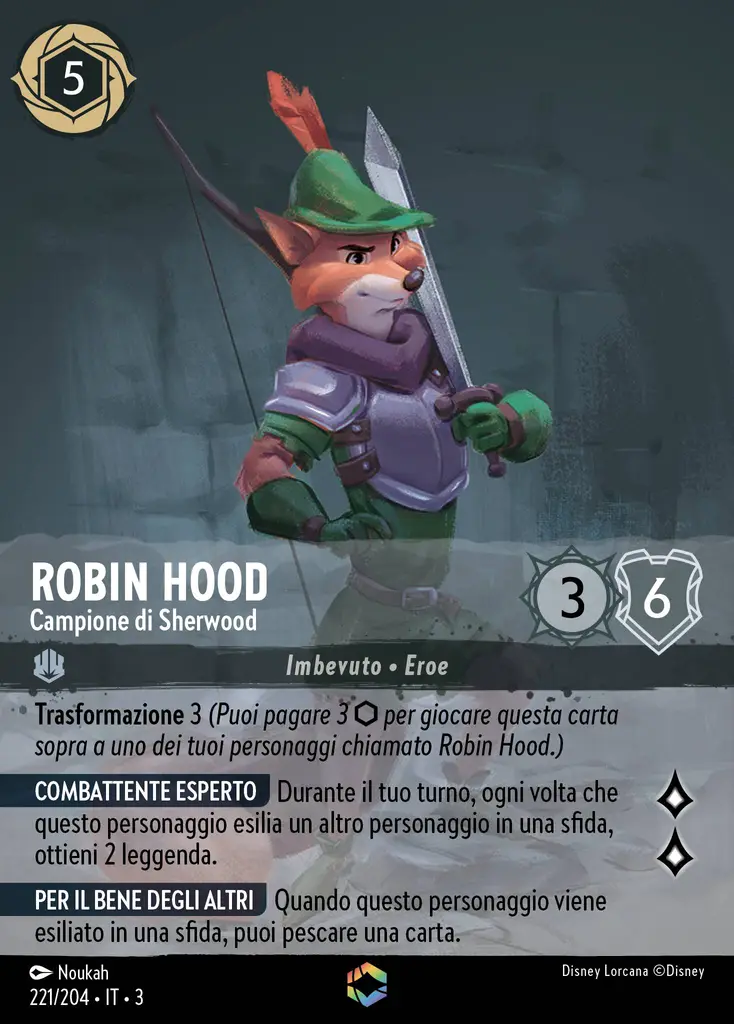 5
ROBIN HOOD
Campione di Sherwood
3
6
Imbevuto • Eroe
Trasformazione 3 (Puoi pagare 3 per giocare questa carta
sopra a uno dei tuoi personaggi chiamato Robin Hood.)
COMBATTENTE ESPERTO Durante il tuo turno, ogni volta che
questo personaggio esilia un altro personaggio in una sfida,
ottieni 2 leggenda.
PER IL BENE DEGLI ALTRI Quando questo personaggio viene
esiliato in una sfida, puoi pescare una carta.
Noukah
Disney Lorcana ©Disney
221/204 • IT • 3